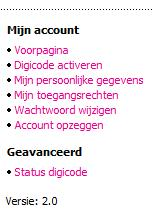 Mijn account
• Voorpagina
• Digicode activeren
• Mijn persoonlijke gegevens
• Mijn toegangsrechten
• Wachtwoord wijzigen
• Account opzeggen
Geavanceerd
• Status digicode
Versie: 2.0